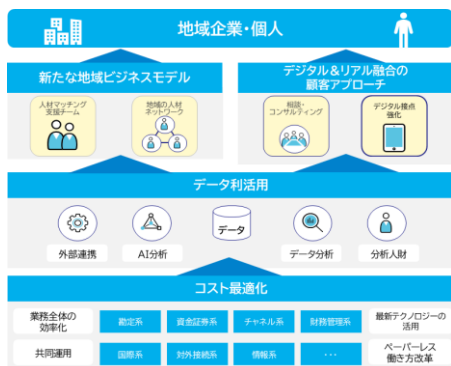 地域企業・個人
新たな地域ビジネスモデル
デジタル＆リアル融合の
顧客アプローチ
人材マッチング
支援チーム
地域の人材
ネットワーク
相談・
コンサルティング
デジタル接点
強化
データ利活用
外部連携
AI分析
データ
データ分析
分析人財
コスト最適化
業務全体の
効率化
勘定系
資金証券系
チャネル系
財務管理系
最新テクノロジーの
活用
共同運用
国際系
対外接続系
情報系
・・・
ペーパーレス
働き方改革